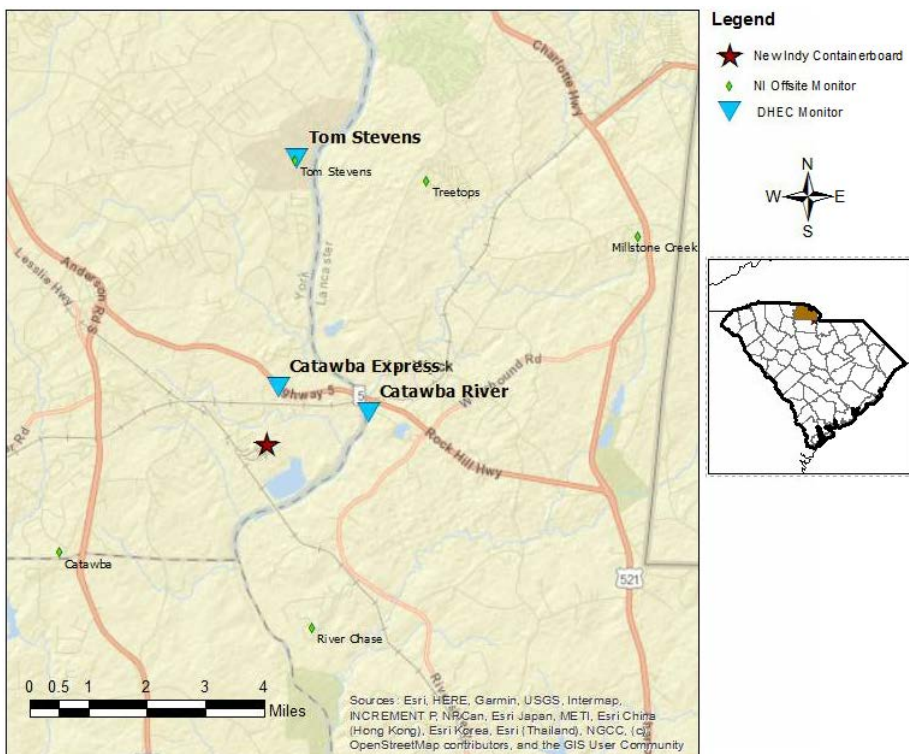 Legend
New Indy Containerboard
NI Offsite Monitor
DHEC Monitor
N
W E
S
Charlotte Hwy
Tom Stevens
Tom Stevens
Treetops
Millstone Creek
York
Lancaster
Lesslie Hwy
Anderson Rd S
Catawba Express
Highway 5
5
Catawba River
Rock Hill Hwy
521
Catawba
River Chase
0 0.5 1 2 3 4
Miles
Sources: Esri, HERE, Garmin, USGS, Intermap,
INCREMENT P, NRCan, Esri Japan, METI, Esri China
(Hong Kong), Esri Korea, Esri (Thailand), NGCC, (c)
OpenStreetMap contributors, and the GIS User Community